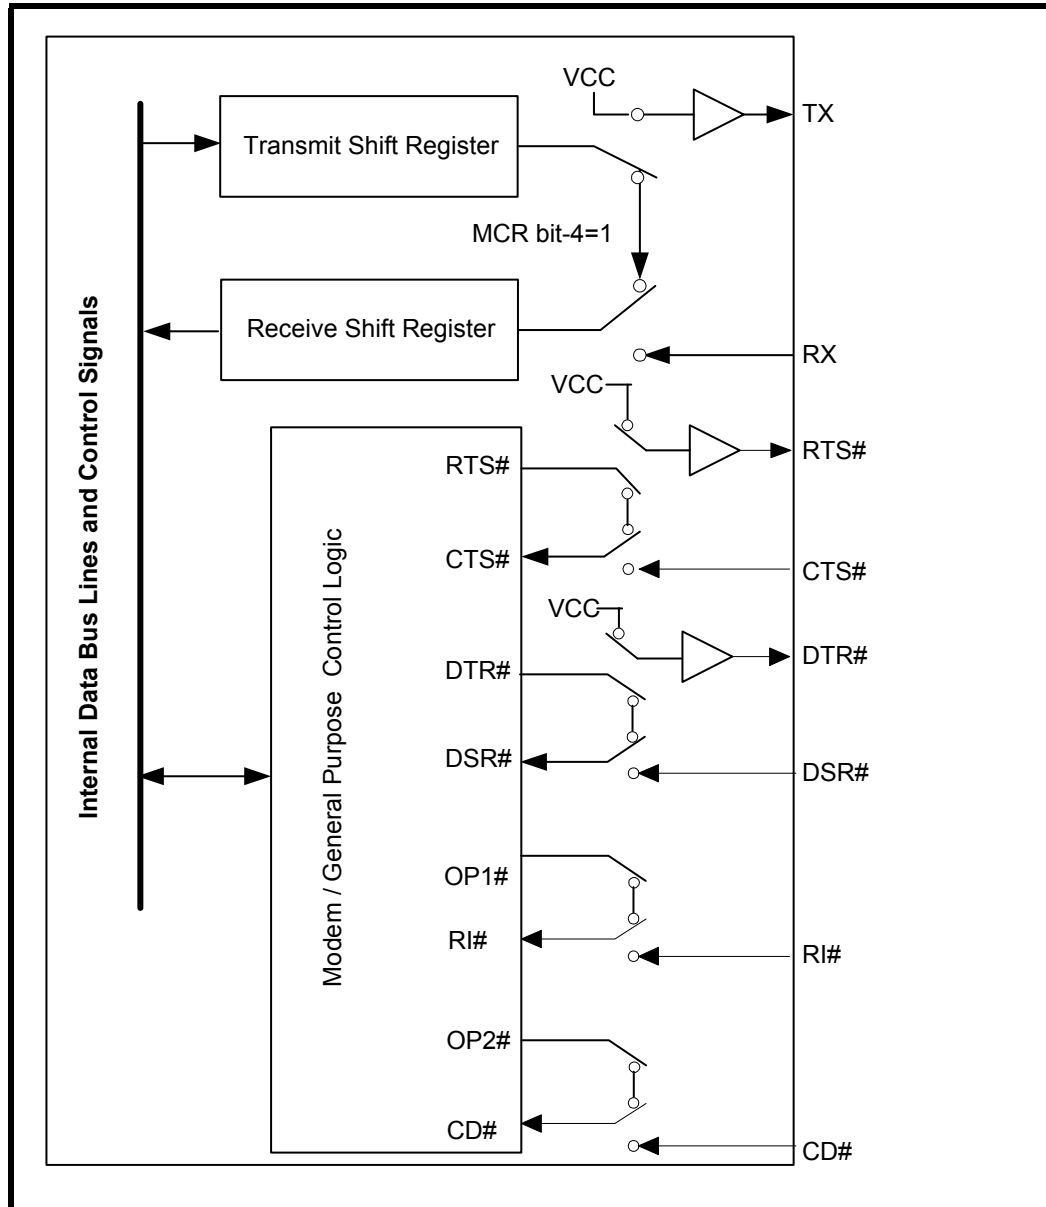 VCC
TX
Transmit Shift Register
MCR bit-4=1
Receive Shift Register
RX
VCC
RTS#
RTS#
CTS#
CTS#
VCC
DTR#
DTR#
DSR#
DSR#
OP1#
RI#
RI#
OP2#
CD#
CD#
Internal Data Bus Lines and Control Signals
Modem / General Purpose Control Logic